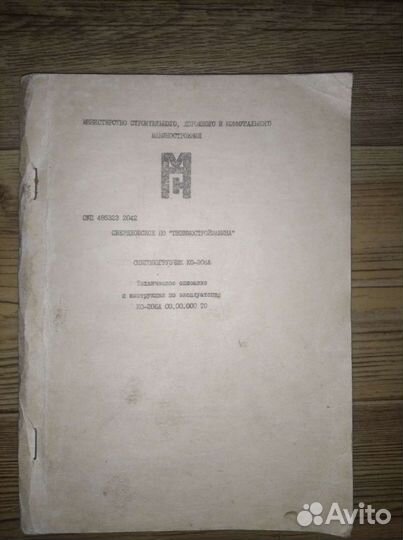 МИНИСТЕРСТВО СТРОИТЕЛЬНОГО, ДОРОЖНОГО И КОММУНАЛЬНОГО
МАШИНОСТРОЕНИЯ
ОКП 485323 2042
СВЕРДЛОВСКОЕ ПО "ПНЕВМОСТРОЙМАШИНА"
СНЕГОПОГРУЗЧИК КО-206А
Техническое описание
и инструкция по эксплуатации
КО-206А 00.00.000 ТО
Avito